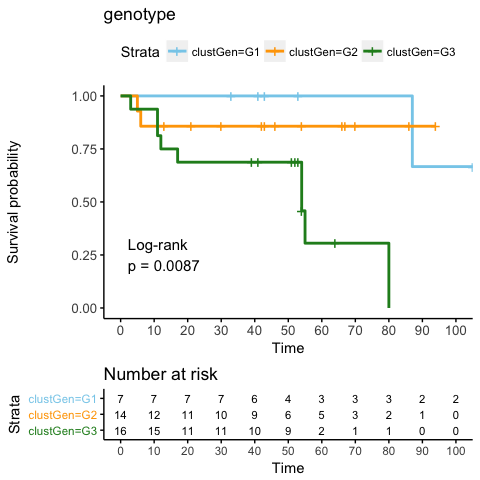 genotype
Strata clustGen=G1 clustGen=G2 clustGen=G3
Survival probability
1.00
0.75
0.50
0.25
0.00
Log-rank
p = 0.0087
0 10 20 30 40 50 60 70 80 90 100
Time
Number at risk
Strata
clustGen=G1 7 7 7 7 6 4 3 3 3 2 2
clustGen=G2 14 12 11 10 9 6 5 3 2 1 0
clustGen=G3 16 15 11 11 10 9 2 1 1 0 0
0 10 20 30 40 50 60 70 80 90 100
Time